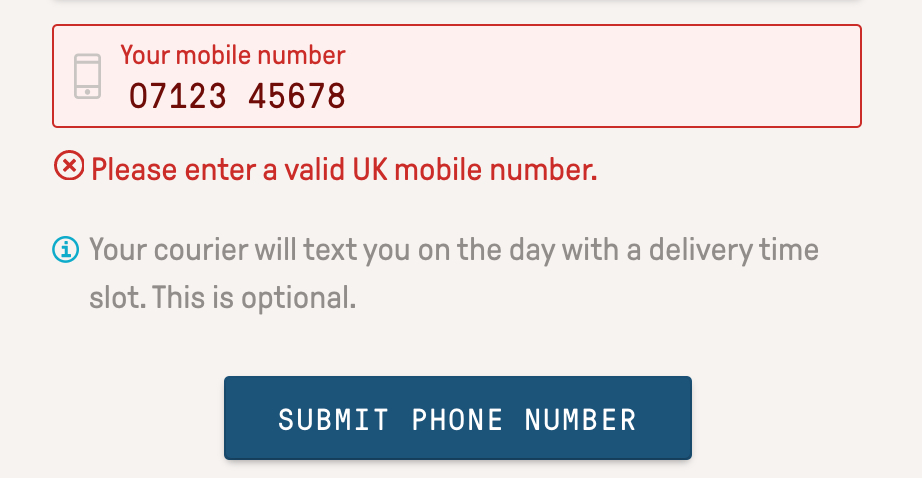 Your mobile number
07123 45678
Please enter a valid UK mobile number.
Your courier will text you on the day with a delivery time
slot. This is optional.
SUBMIT PHONE NUMBER